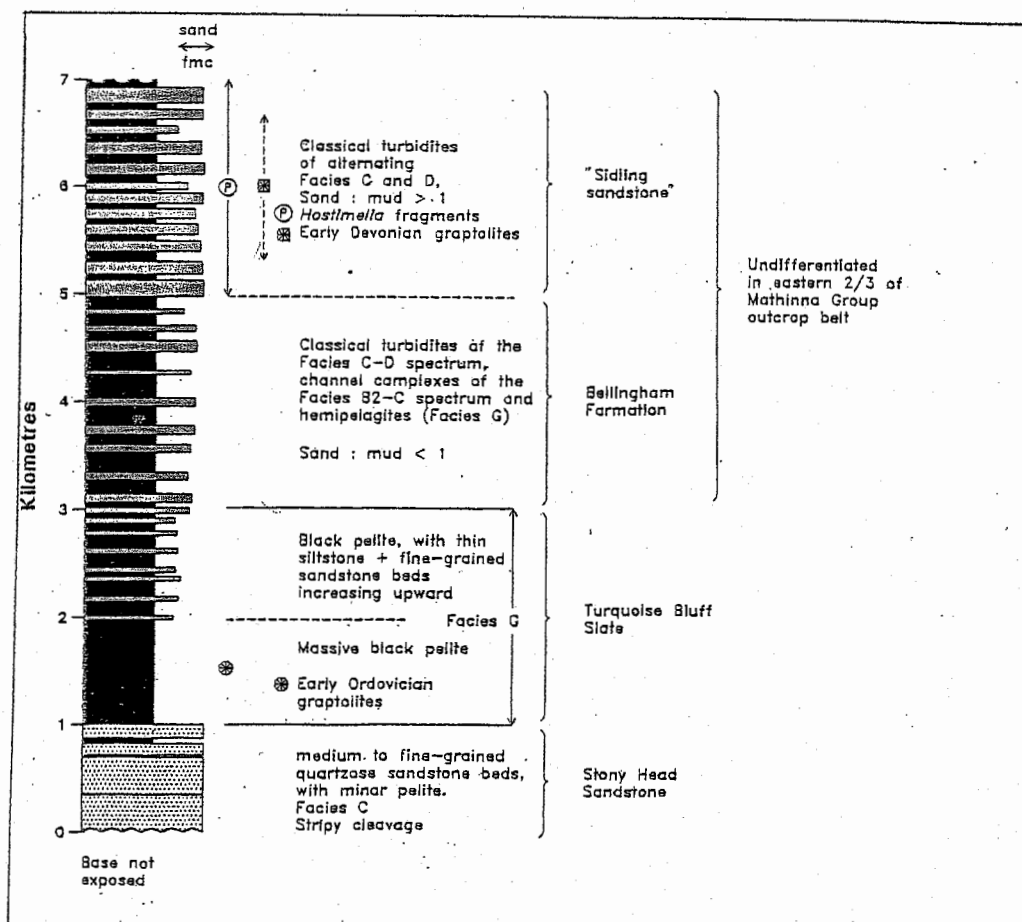 sand
fmc
7
6
5
4
3
2
1
0
Kilometres
Base not
exposed
P
Classical turbidites
of alternating
Facies C and D,
Sand : mud > 1
P Hostimella fragments
Early Devonian graptolites
"Sidling
sandstone"
Classical turbidites of the
Facies C-D spectrum,
channel complexes of the
Facies B2-C spectrum and
hemipelagites (Facies G)
Sand : mud < 1
Bellingham
Formation
Undifferentiated
in eastern 2/3 of
Mathinna Group
outcrop belt
Black pelite, with thin
siltstone + fine-grained
sandstone beds
increasing upward
Facies G
Massive black pelite
Early Ordovician
graptolites
Turquoise Bluff
Slate
medium to fine-grained
quartzose sandstone beds,
with minor pelite.
Facies C
Stripy cleavage
Stony Head
Sandstone